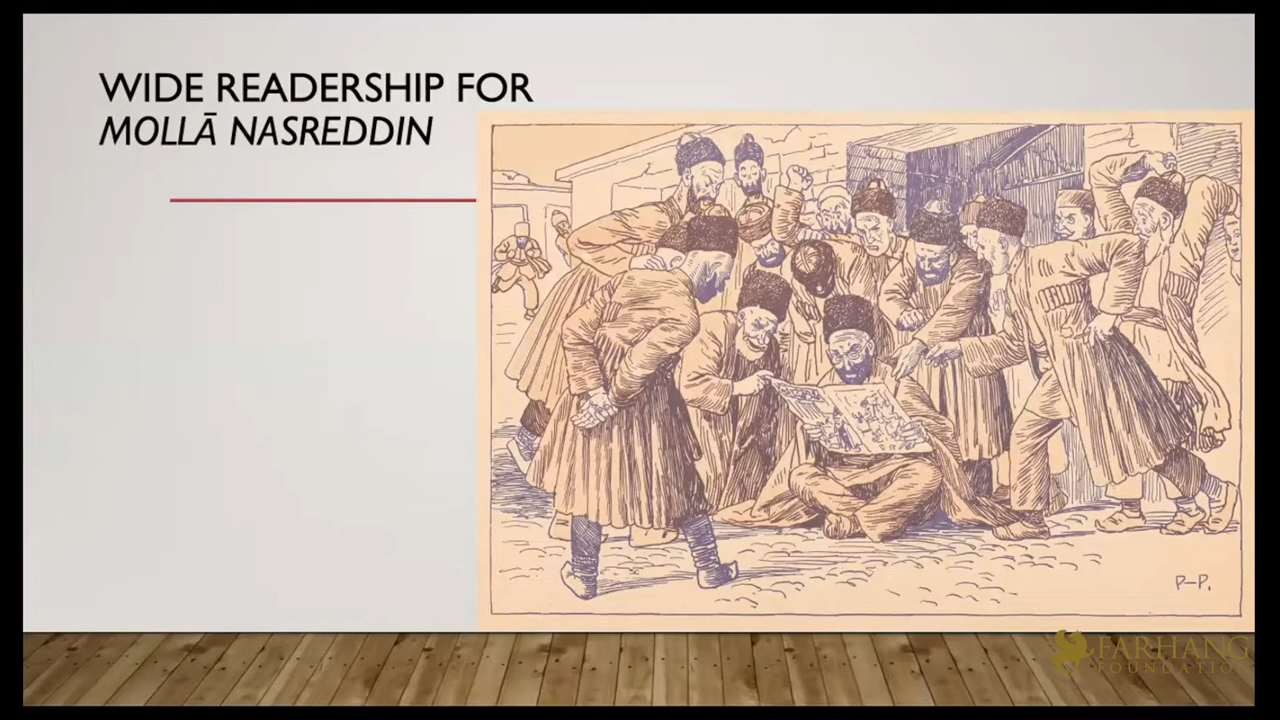 WIDE READERSHIP FOR
MOLLĀ NASREDDIN
P-P.
FARHANG
FOUNDATION